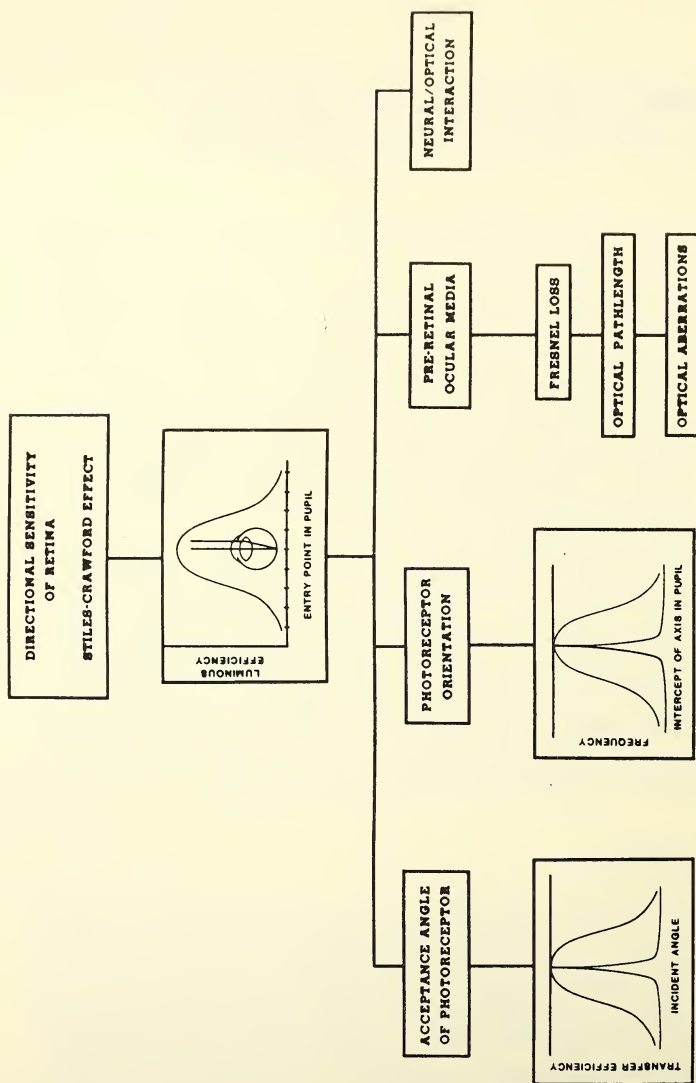 DIRECTIONAL SENSITIVITY
OF RETINA
STILES-CRAWFORD EFFECT
LUMINOUS
EFFICIENCY
ENTRY POINT IN PUPIL
ACCEPTANCE ANGLE
OF PHOTORECEPTOR
TRANSFER EFFICIENCY
INCIDENT ANGLE
PHOTORECEPTOR
ORIENTATION
FREQUENCY
INTERCEPT OF AXIS IN PUPIL
PRE-RETINAL
OCULAR MEDIA
FRESNEL LOSS
OPTICAL PATHLENGTH
OPTICAL ABERRATIONS
NEURAL/OPTICAL
INTERACTION